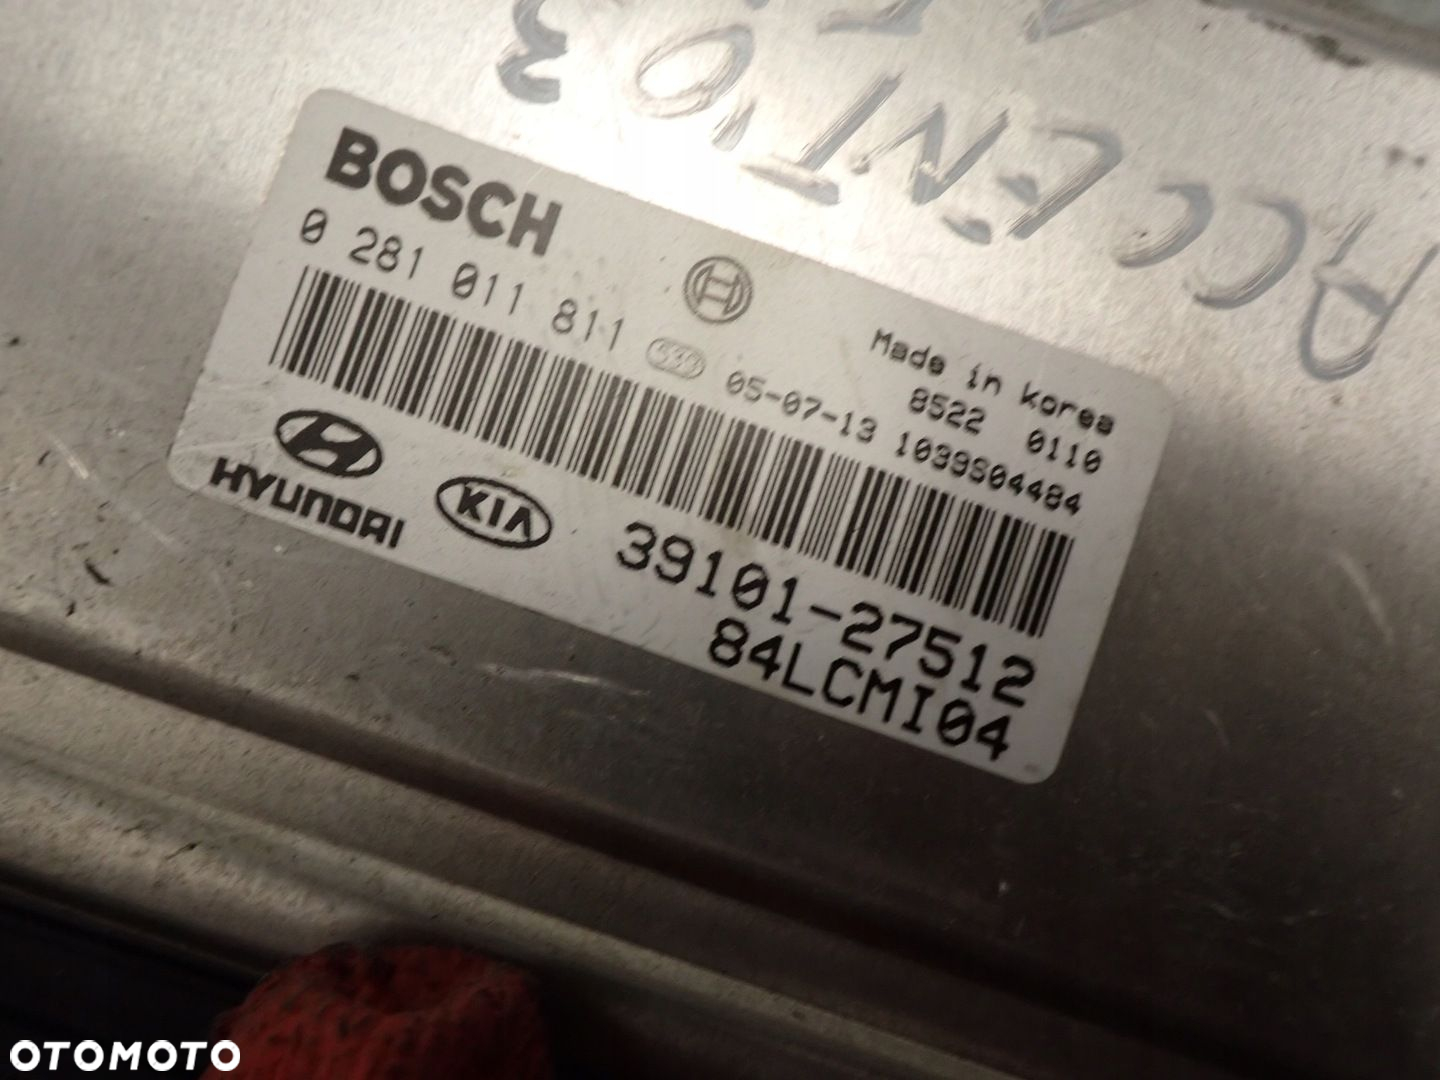 ACCENT '03
BOSCH
0 281 011 811
Made in Korea
8522 0110
05-07-13 1039S04484
HYUNDAI
KIA
39101-27512
84LCMI04
OTOMOTO